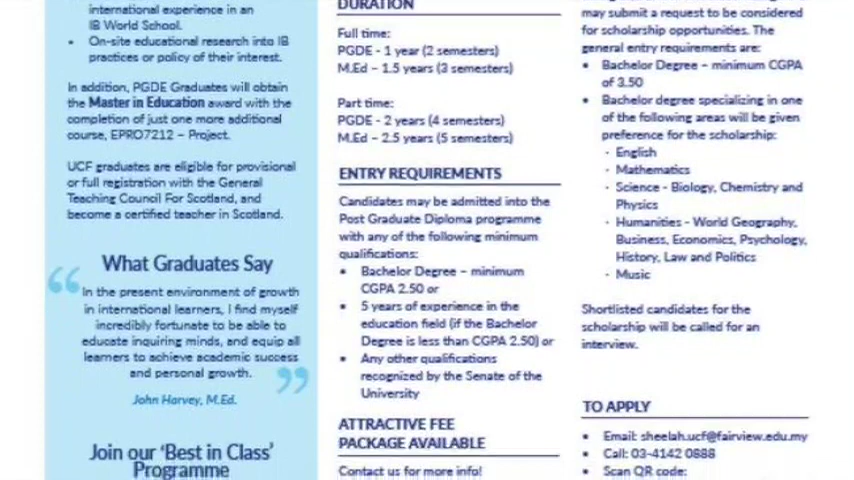 international experience in an
IB World School.
• On-site educational research into IB
practices or policy of their interest.
In addition, PGDE Graduates will obtain
the Master in Education award with the
completion of just one more additional
course, EPRO7212 – Project.
UCF graduates are eligible for provisional
or full registration with the General
Teaching Council For Scotland, and
become a certified teacher in Scotland.
What Graduates Say
“In the present environment of growth
in international learners, I find myself
incredibly fortunate to be able to
educate inquiring minds, and equip all
learners to achieve academic success
and personal growth.”
John Harvey, M.Ed.
Join our ‘Best in Class’
Programme
DURATION
Full time:
PGDE - 1 year (2 semesters)
M.Ed – 1.5 years (3 semesters)
Part time:
PGDE - 2 years (4 semesters)
M.Ed – 2.5 years (5 semesters)
ENTRY REQUIREMENTS
Candidates may be admitted into the
Post Graduate Diploma programme
with any of the following minimum
qualifications:
• Bachelor Degree – minimum
CGPA 2.50 or
• 5 years of experience in the
education field (if the Bachelor
Degree is less than CGPA 2.50) or
• Any other qualifications
recognized by the Senate of the
University
ATTRACTIVE FEE
PACKAGE AVAILABLE
Contact us for more info!
may submit a request to be considered
for scholarship opportunities. The
general entry requirements are:
• Bachelor Degree – minimum CGPA
of 3.50
• Bachelor degree specializing in one
of the following areas will be given
preference for the scholarship:
· English
· Mathematics
· Science - Biology, Chemistry and
Physics
· Humanities - World Geography,
Business, Economics, Psychology,
History, Law and Politics
· Music
Shortlisted candidates for the
scholarship will be called for an
interview.
TO APPLY
• Email: sheelah.ucf@fairview.edu.my
• Call: 03-4142 0888
• Scan QR code: